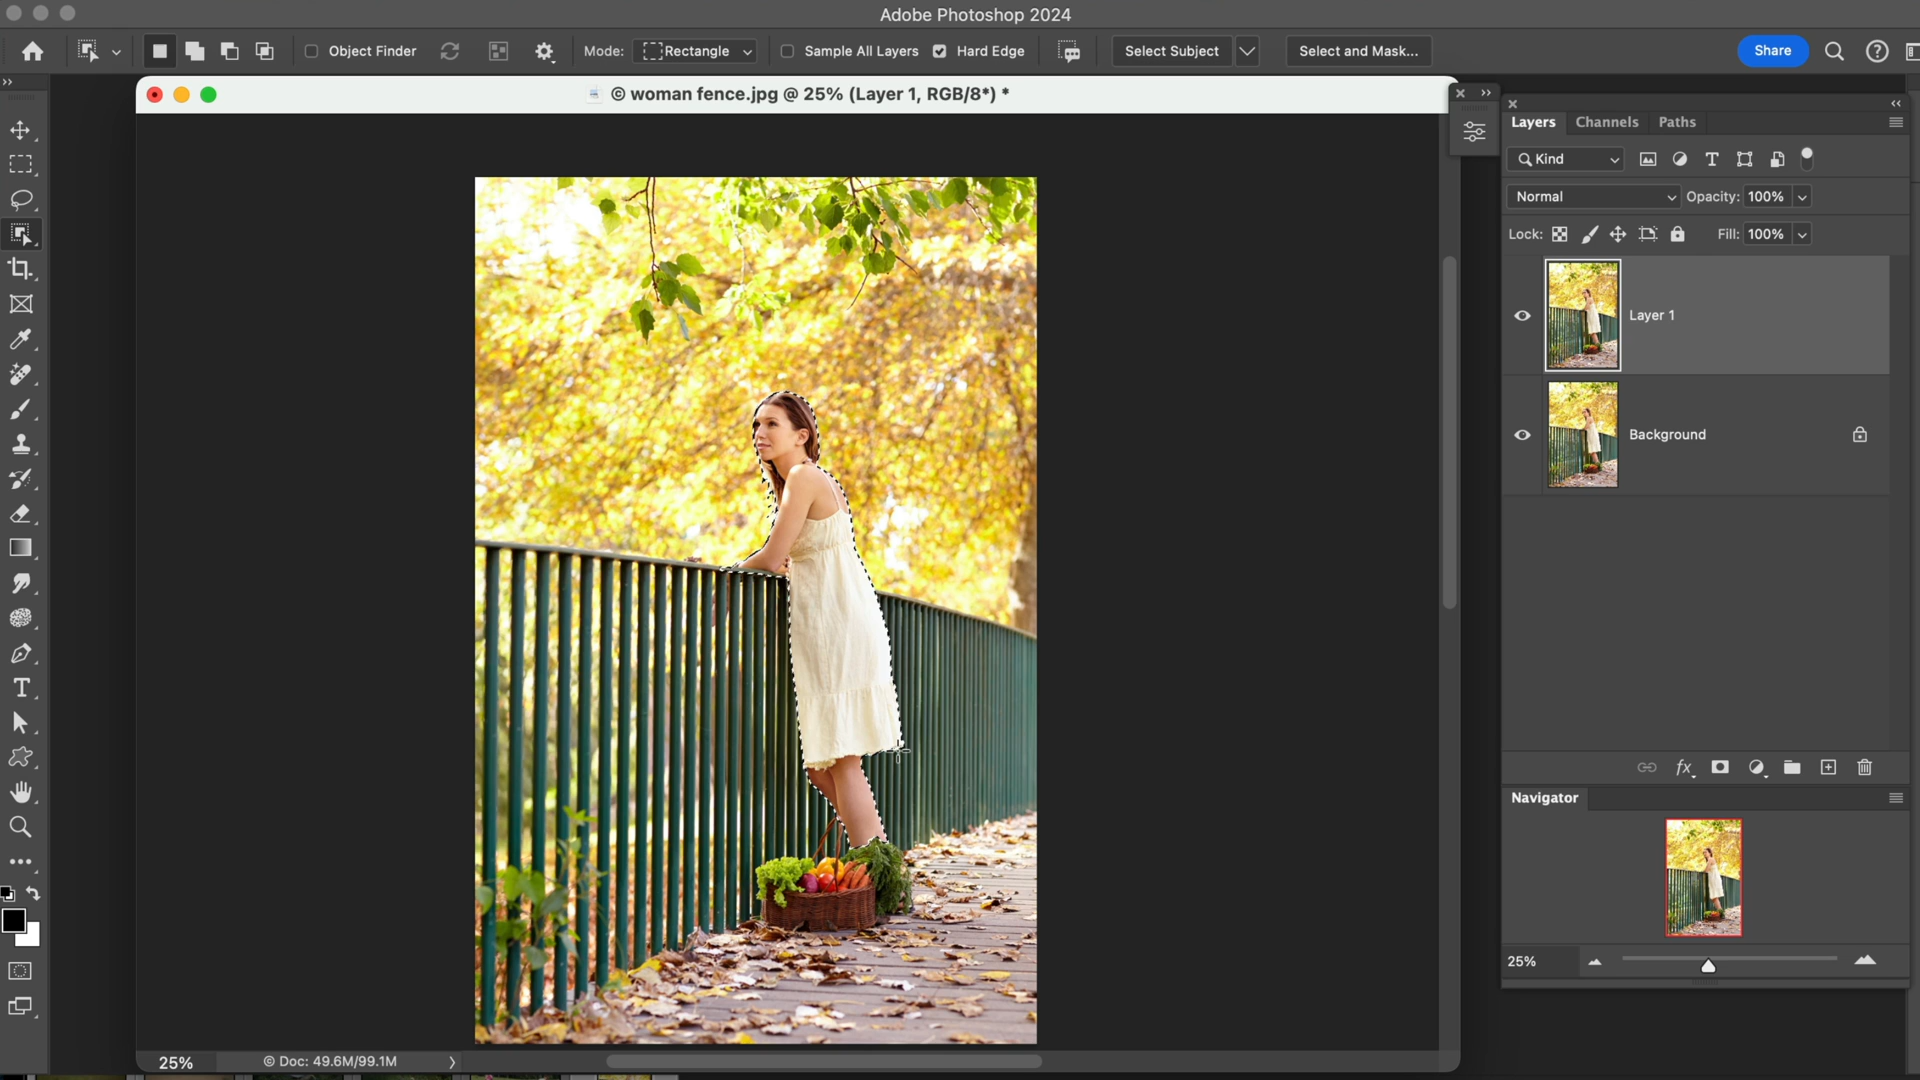 Adobe Photoshop 2024
Object Finder
Mode: Rectangle
Sample All Layers
Hard Edge
Select Subject
Select and Mask...
Share
© woman fence.jpg @ 25% (Layer 1, RGB/8*) *
Layers Channels Paths
Kind
Normal
Opacity: 100%
Lock:
Fill: 100%
Layer 1
Background
fx
Navigator
25%
25%
© Doc: 49.6M/99.1M